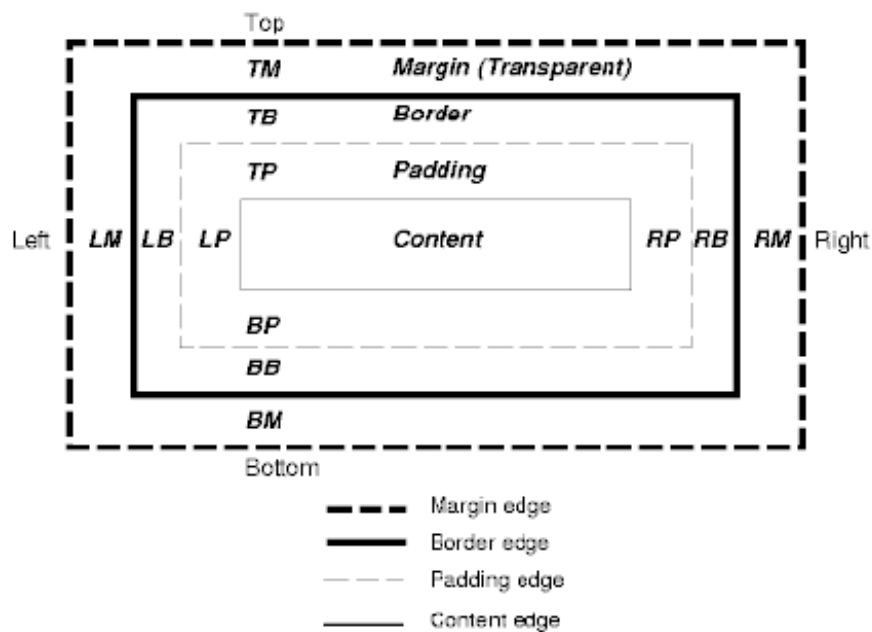 Top
TM Margin (Transparent)
TB Border
TP Padding
Left LM LB LP Content RP RB RM Right
BP
BB
BM
Bottom
Margin edge
Border edge
Padding edge
Content edge